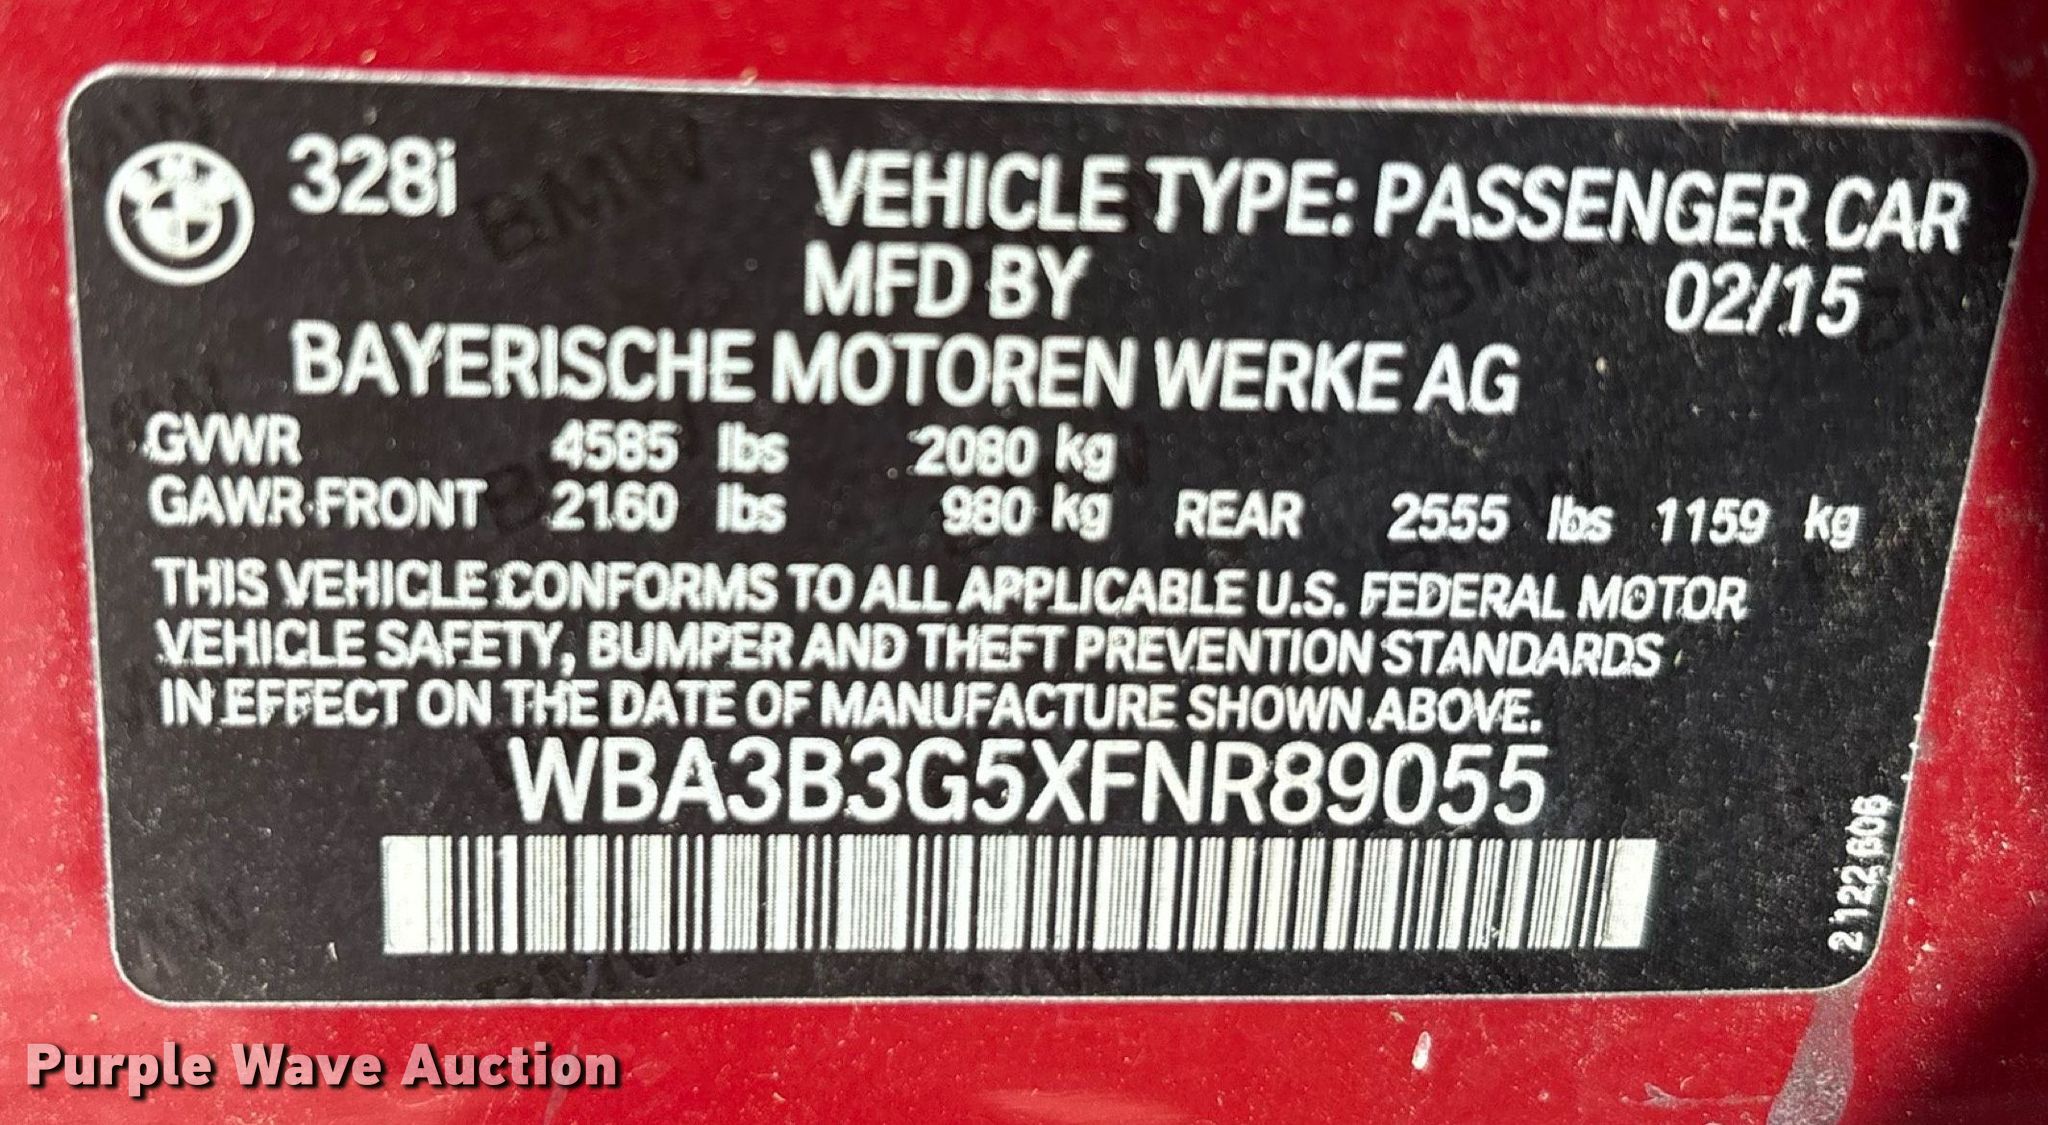 328i
VEHICLE TYPE: PASSENGER CAR
MFD BY 02/15
BAYERISCHE MOTOREN WERKE AG
GVWR 4585 lbs 2080 kg
GAWR FRONT 2160 lbs 980 kg REAR 2555 lbs 1159 kg
THIS VEHICLE CONFORMS TO ALL APPLICABLE U.S. FEDERAL MOTOR
VEHICLE SAFETY, BUMPER AND THEFT PREVENTION STANDARDS
IN EFFECT ON THE DATE OF MANUFACTURE SHOWN ABOVE.
WBA3B3G5XFNR89055
2 122
Purple Wave Auction